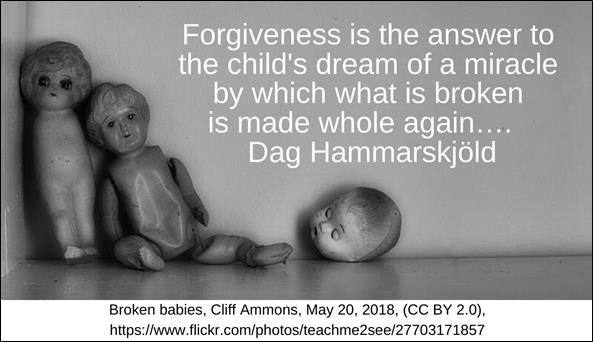 Forgiveness is the answer to
the child's dream of a miracle
by which what is broken
is made whole again….
Dag Hammarskjöld
Broken babies, Cliff Ammons, May 20, 2018, (CC BY 2.0),
https://www.flickr.com/photos/teachme2see/27703171857